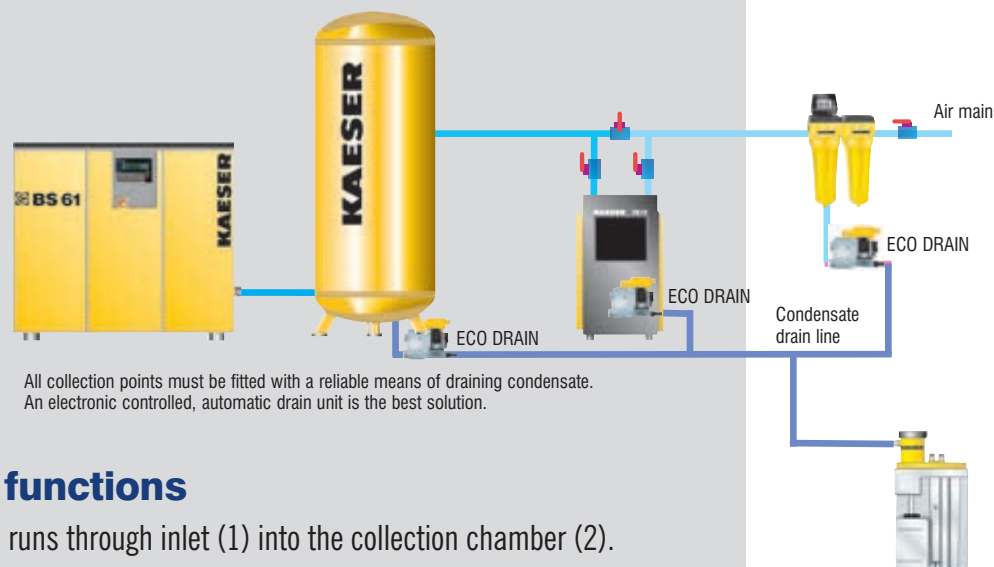 BS 61
KAESER
KAESER
KAESER
Air main
ECO DRAIN
ECO DRAIN
ECO DRAIN
Condensate
drain line
All collection points must be fitted with a reliable means of draining condensate.
An electronic controlled, automatic drain unit is the best solution.
functions
runs through inlet (1) into the collection chamber (2).